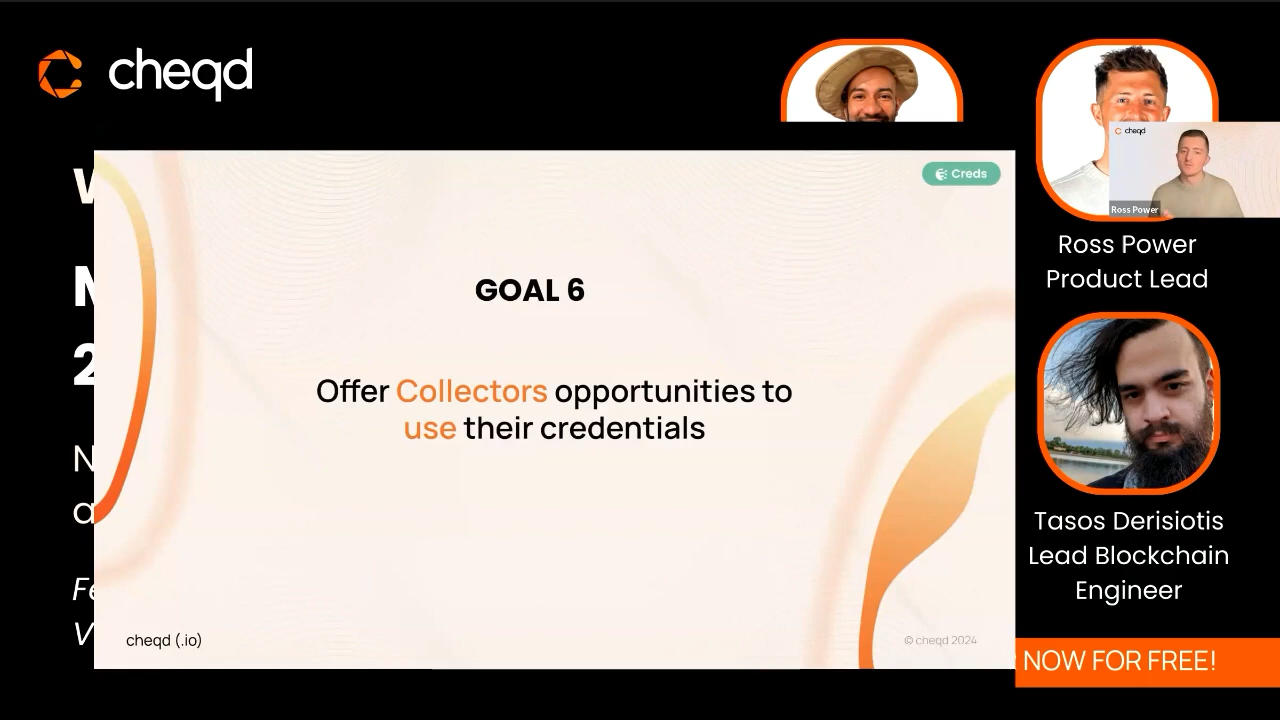 cheqd
Creds
GOAL 6
Offer Collectors opportunities to
use their credentials
cheqd (.io)
© cheqd 2024
cheqd
Ross Power
Ross Power
Product Lead
Tasos Derisiotis
Lead Blockchain
Engineer
NOW FOR FREE!